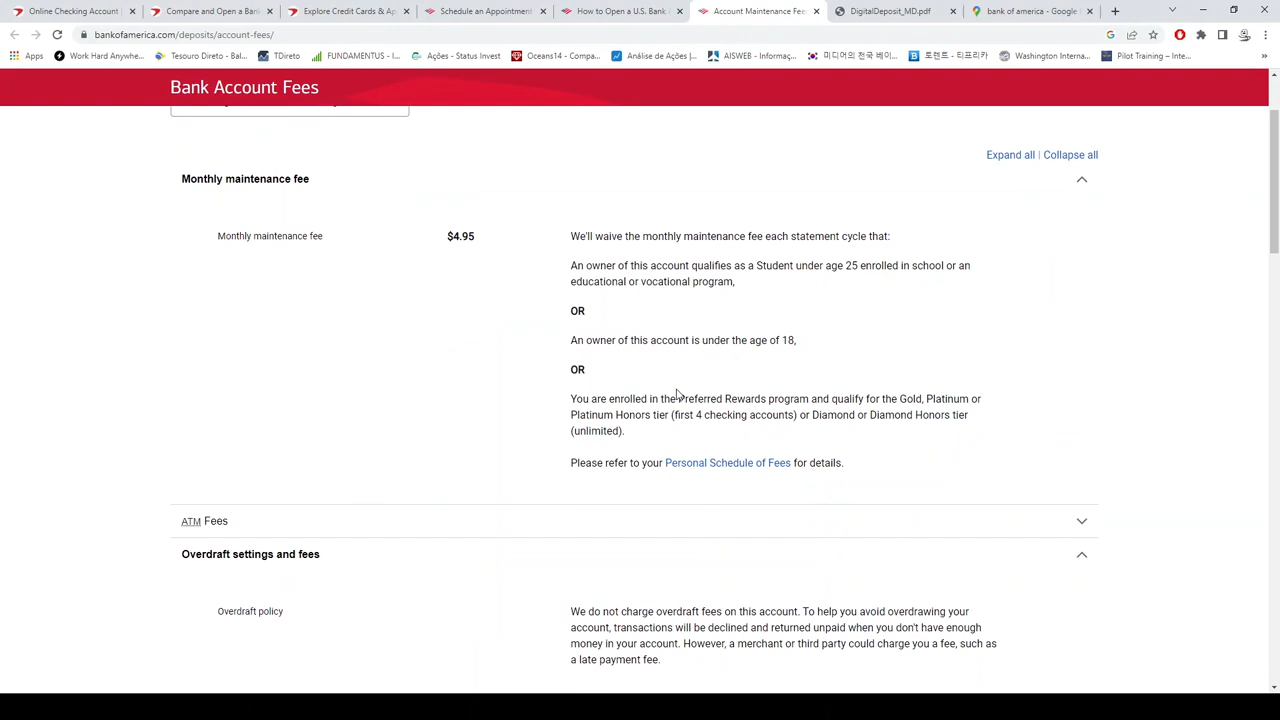 Online Checking Account |
Compare and Open a Bank
Explore Credit Cards & Ap
Schedule an Appointment
How to Open a U.S. Bank A
Account Maintenance Fee
DigitalDeposit_MD.pdf
bank of america - Google
bankofamerica.com/deposits/account-fees/
Apps
Work Hard Anywhe...
Tesouro Direto - Bal...
TDireto
FUNDAMENTUS - I...
Ações - Status Invest
Oceans14 - Compa...
Análise de Ações |...
AISWEB - Informaç...
미디어의 천국 베이...
토렌트 - 티프리카
Washington Interna...
Pilot Training – Inte...
Bank Account Fees
Expand all | Collapse all
Monthly maintenance fee
Monthly maintenance fee
$4.95
We'll waive the monthly maintenance fee each statement cycle that:
An owner of this account qualifies as a Student under age 25 enrolled in school or an
educational or vocational program,
OR
An owner of this account is under the age of 18,
OR
You are enrolled in the Preferred Rewards program and qualify for the Gold, Platinum or
Platinum Honors tier (first 4 checking accounts) or Diamond or Diamond Honors tier
(unlimited).
Please refer to your Personal Schedule of Fees for details.
ATM Fees
Overdraft settings and fees
Overdraft policy
We do not charge overdraft fees on this account. To help you avoid overdrawing your
account, transactions will be declined and returned unpaid when you don't have enough
money in your account. However, a merchant or third party could charge you a fee, such as
a late payment fee.